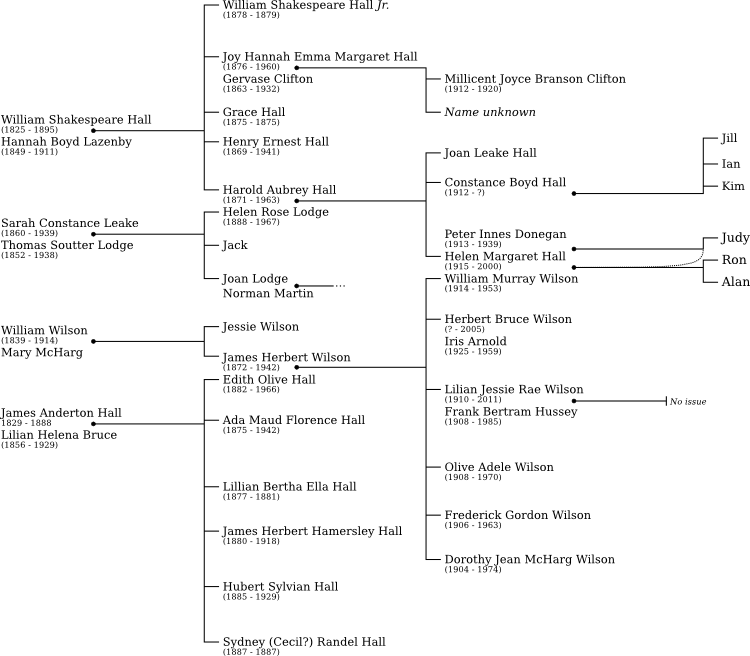 William Shakespeare Hall
(1825 - 1895)
Hannah Boyd Lazenby
(1849 - 1911)
Sarah Constance Leake
(1860 - 1939)
Thomas Soutter Lodge
(1852 - 1938)
William Wilson
(1839 - 1914)
Mary McHarg
James Anderton Hall
1829 - 1888
Lilian Helena Bruce
(1856 - 1929)
William Shakespeare Hall Jr.
(1878 - 1879)
Joy Hannah Emma Margaret Hall
(1876 - 1960)
Gervase Clifton
(1863 - 1932)
Grace Hall
(1875 - 1875)
Henry Ernest Hall
(1869 - 1941)
Harold Aubrey Hall
(1871 - 1963)
Helen Rose Lodge
(1888 - 1967)
Jack
Joan Lodge
Norman Martin
...
Jessie Wilson
James Herbert Wilson
(1872 - 1942)
Edith Olive Hall
(1882 - 1966)
Ada Maud Florence Hall
(1875 - 1942)
Lillian Bertha Ella Hall
(1877 - 1881)
James Herbert Hamersley Hall
(1880 - 1918)
Hubert Sylvian Hall
(1885 - 1929)
Sydney (Cecil?) Randel Hall
(1887 - 1887)
Millicent Joyce Branson Clifton
(1912 - 1920)
Name unknown
Joan Leake Hall
Constance Boyd Hall
(1912 - ?)
Peter Innes Donegan
(1913 - 1939)
Helen Margaret Hall
(1915 - 2000)
William Murray Wilson
(1914 - 1953)
Herbert Bruce Wilson
(? - 2005)
Iris Arnold
(1925 - 1959)
Lilian Jessie Rae Wilson
(1910 - 2011)
Frank Bertram Hussey
(1908 - 1985)
Olive Adele Wilson
(1908 - 1970)
Frederick Gordon Wilson
(1906 - 1963)
Dorothy Jean McHarg Wilson
(1904 - 1974)
Jill
Ian
Kim
Judy
Ron
Alan
No issue